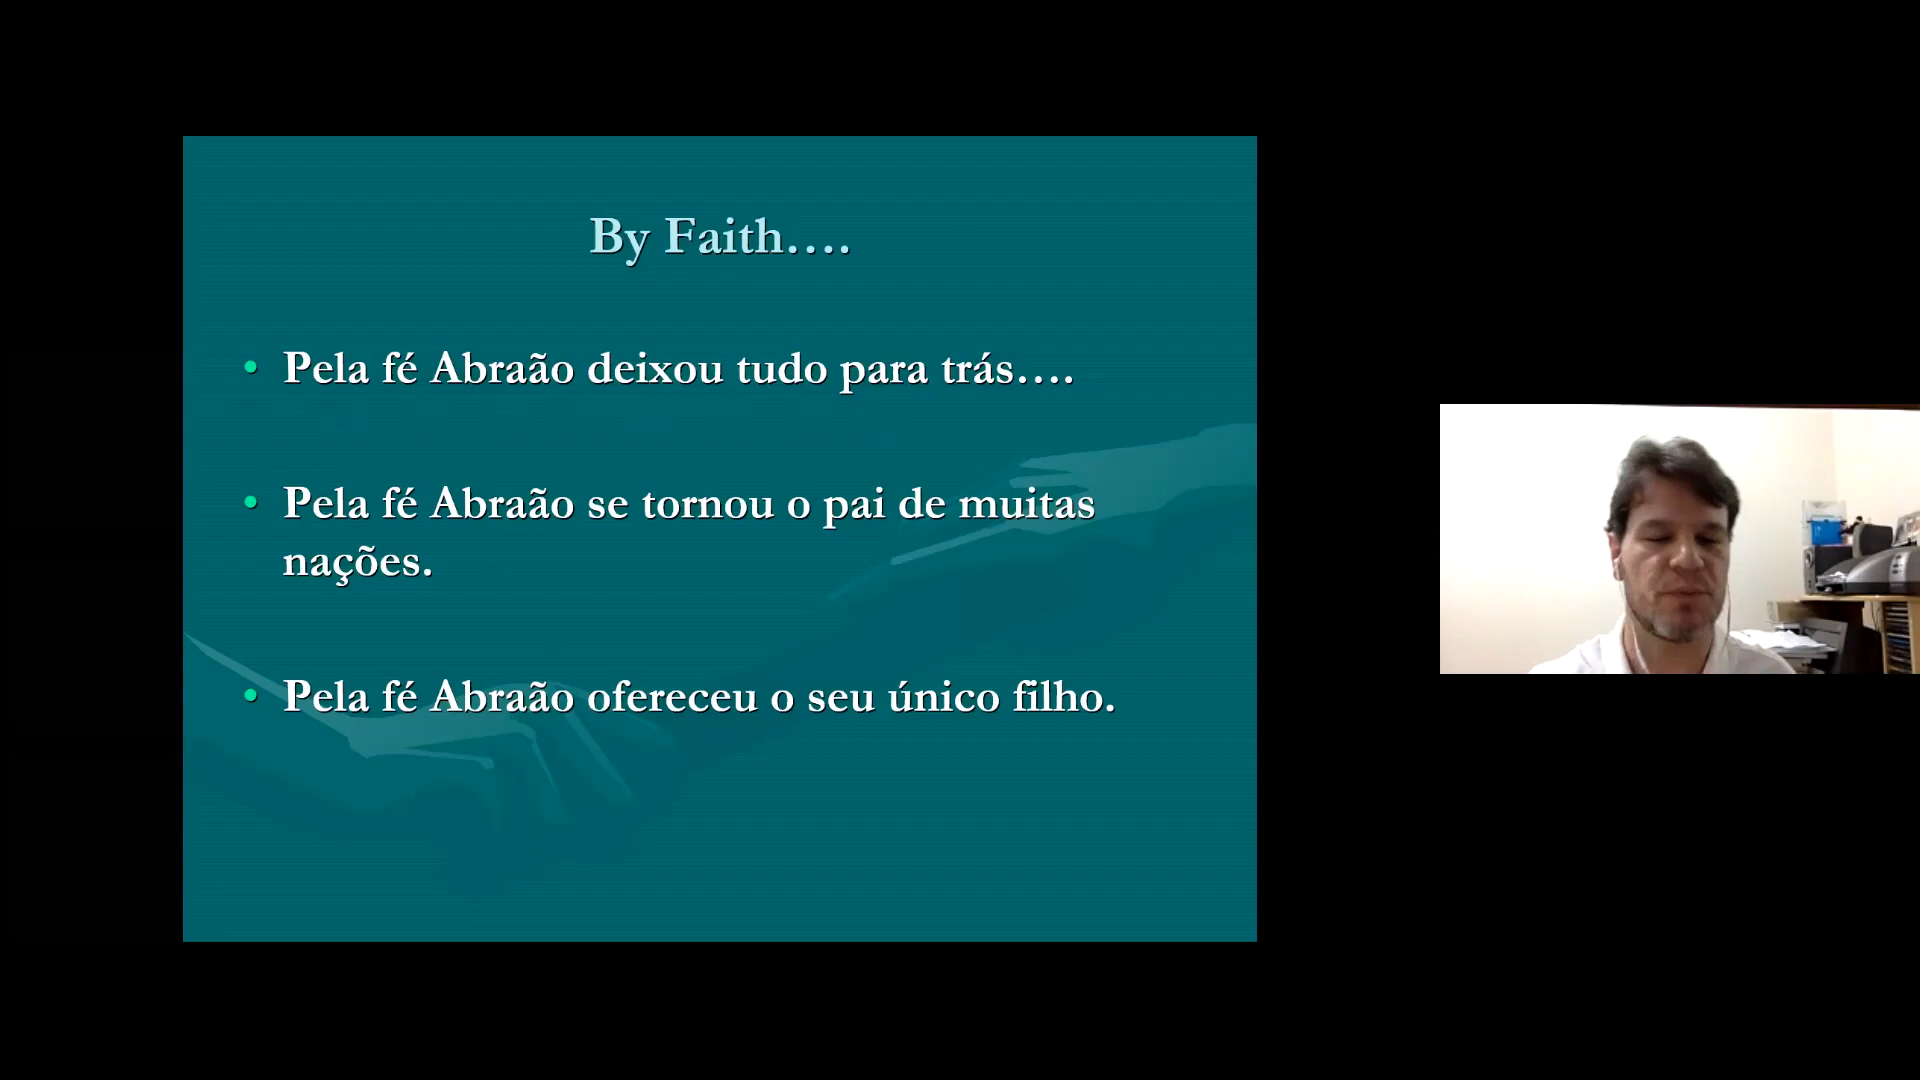 By Faith....
• Pela fé Abraão deixou tudo para trás....
• Pela fé Abraão se tornou o pai de muitas
nações.
• Pela fé Abraão ofereceu o seu único filho.